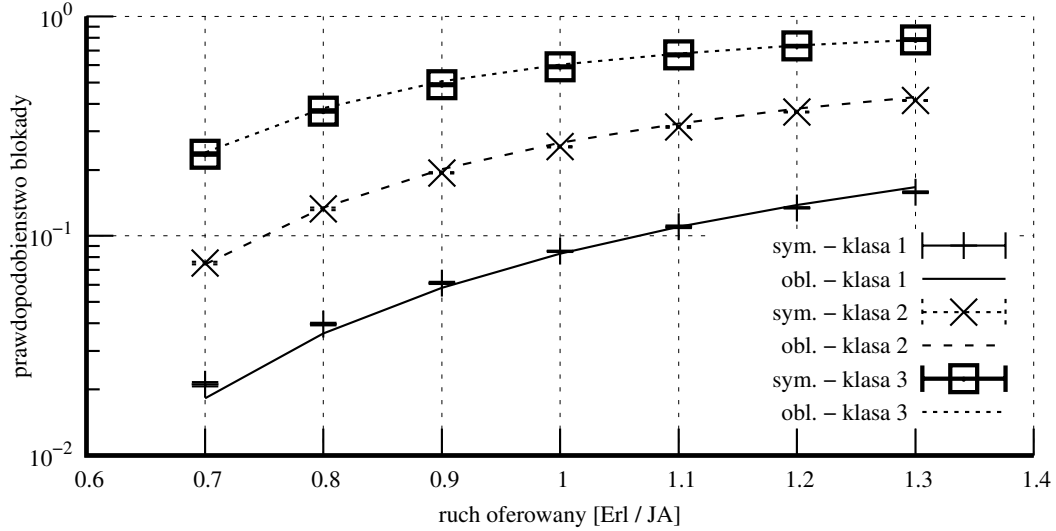 10⁰
10⁻¹
10⁻²
prawdopodobienstwo blokady
sym. − klasa 1
obl. − klasa 1
sym. − klasa 2
obl. − klasa 2
sym. − klasa 3
obl. − klasa 3
0.6 0.7 0.8 0.9 1 1.1 1.2 1.3 1.4
ruch oferowany [Erl / JA]